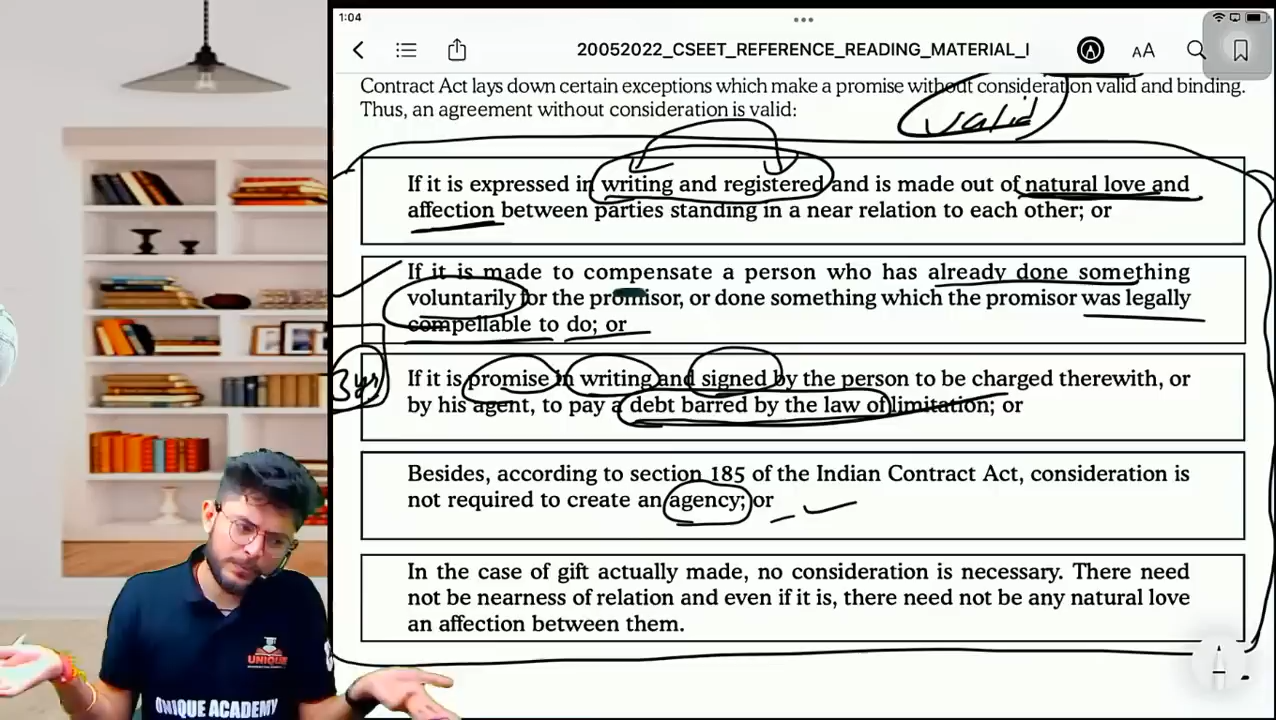 1:04
20052022_CSEET_REFERENCE_READING_MATERIAL_I
AA
Contract Act lays down certain exceptions which make a promise without consideration valid and binding.
Thus, an agreement without consideration is valid:
valid
If it is expressed in writing and registered and is made out of natural love and
affection between parties standing in a near relation to each other; or
If it is made to compensate a person who has already done something
voluntarily for the promisor, or done something which the promisor was legally
compellable to do; or
3 yr
If it is promise in writing and signed by the person to be charged therewith, or
by his agent, to pay a debt barred by the law of limitation; or
Besides, according to section 185 of the Indian Contract Act, consideration is
not required to create an agency; or
In the case of gift actually made, no consideration is necessary. There need
not be nearness of relation and even if it is, there need not be any natural love
an affection between them.
UNIQUE
UNIQUE ACADEMY